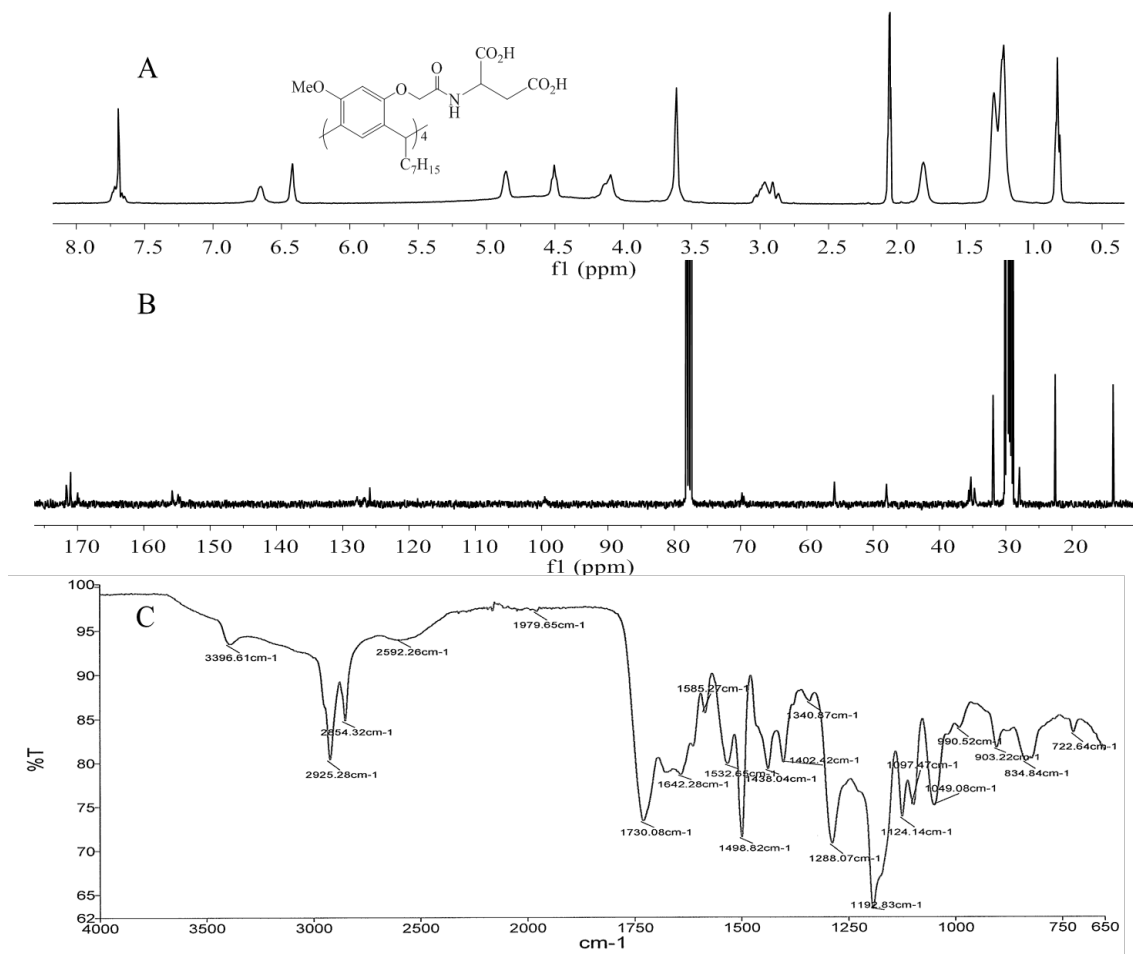 A
MeO
O
O
N
H
CO₂H
CO₂H
4
C₇H₁₅
8.0 7.5 7.0 6.5 6.0 5.5 5.0 4.5 4.0 3.5 3.0 2.5 2.0 1.5 1.0 0.5
f1 (ppm)
B
170 160 150 140 130 120 110 100 90 80 70 60 50 40 30 20
f1 (ppm)
C
%T
100
95
90
85
80
75
70
65
62
3396.61cm-1
2925.28cm-1
2854.32cm-1
2592.26cm-1
1979.65cm-1
1730.08cm-1
1642.28cm-1
1585.27cm-1
1532.65cm-1
1498.82cm-1
1438.04cm-1
1402.42cm-1
1340.87cm-1
1288.07cm-1
1192.83cm-1
1124.14cm-1
1097.47cm-1
1049.08cm-1
990.52cm-1
903.22cm-1
834.84cm-1
722.64cm-1
4000 3500 3000 2500 2000 1500 1000 650
cm-1